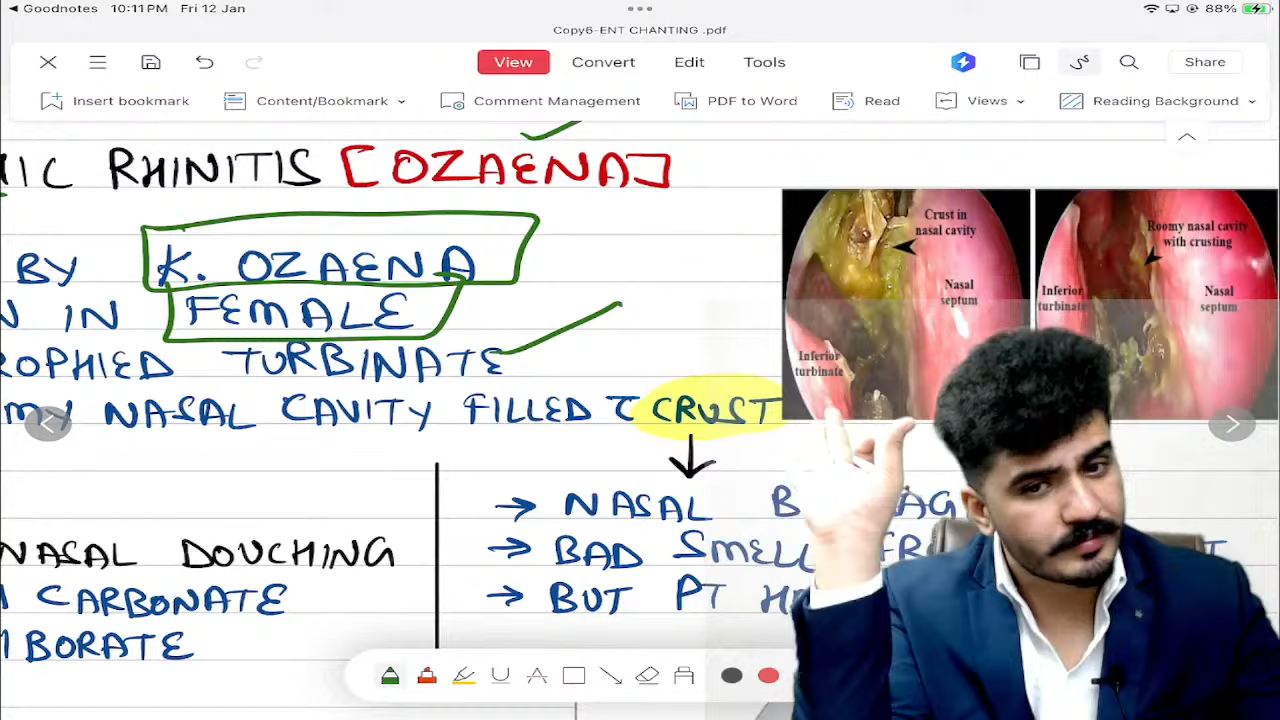 Goodnotes 10:11 PM Fri 12 Jan 88%
Copy6-ENT CHANTING .pdf
View Convert Edit Tools Share
Insert bookmark Content/Bookmark Comment Management PDF to Word Read Views Reading Background
RHINITIS [OZAENA]
BY K. OZAENA
IN FEMALE
TURBINATE
NASAL CAVITY FILLED CRUST
Crust in
nasal cavity
Nasal
septum
Inferior
turbinate
Roomy nasal cavity
with crusting
Inferior
turbinate
Nasal
septum
NASAL DOUCHING
CARBONATE
→ NASAL
→ BAD SMELL
→ BUT PT